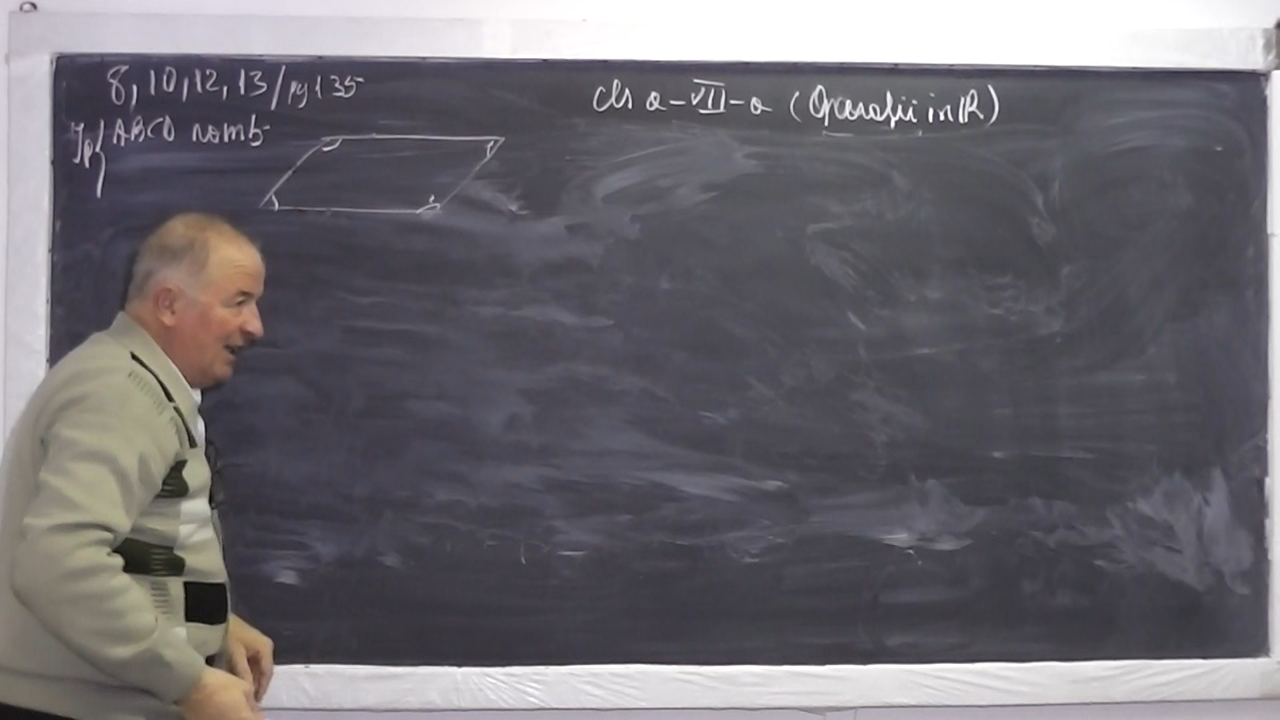 8, 10, 12, 13 / pg 135
cls a-VII-a (Operații in R)
Ip { ABCD romb